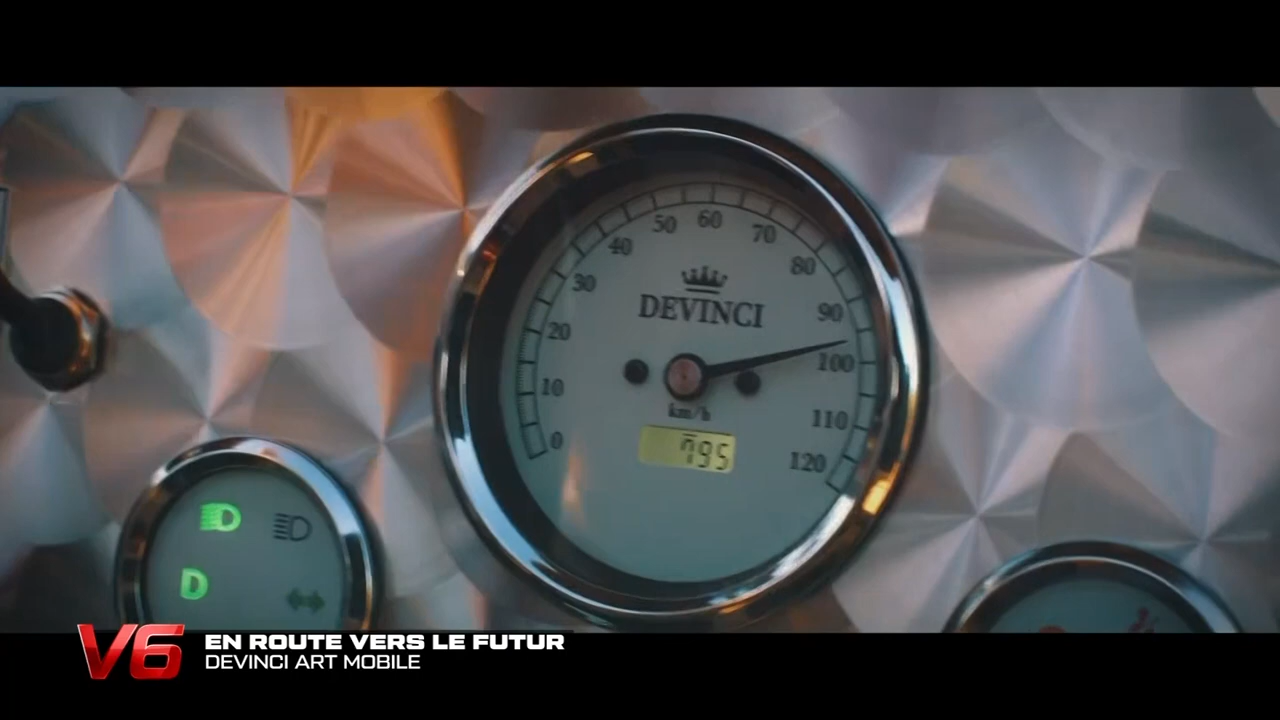 50 60 70
40 80
30 90
DEVINCI
20 100
10 km/h 110
0 795 120
D
V6 EN ROUTE VERS LE FUTUR
DEVINCI ART MOBILE